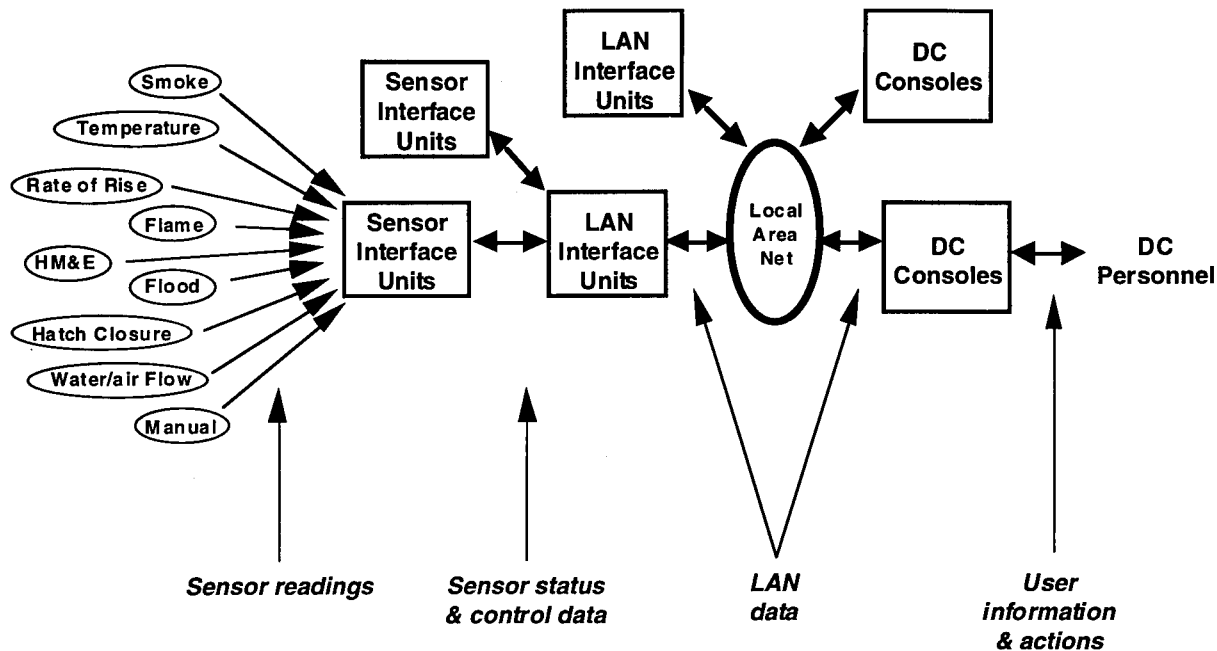 Smoke
Temperature
Rate of Rise
Flame
HM&E
Flood
Hatch Closure
Water/air Flow
Manual
Sensor
Interface
Units
Sensor
Interface
Units
LAN
Interface
Units
LAN
Interface
Units
Local
Area
Net
DC
Consoles
DC
Consoles
DC
Personnel
Sensor readings
Sensor status
& control data
LAN
data
User
information
& actions